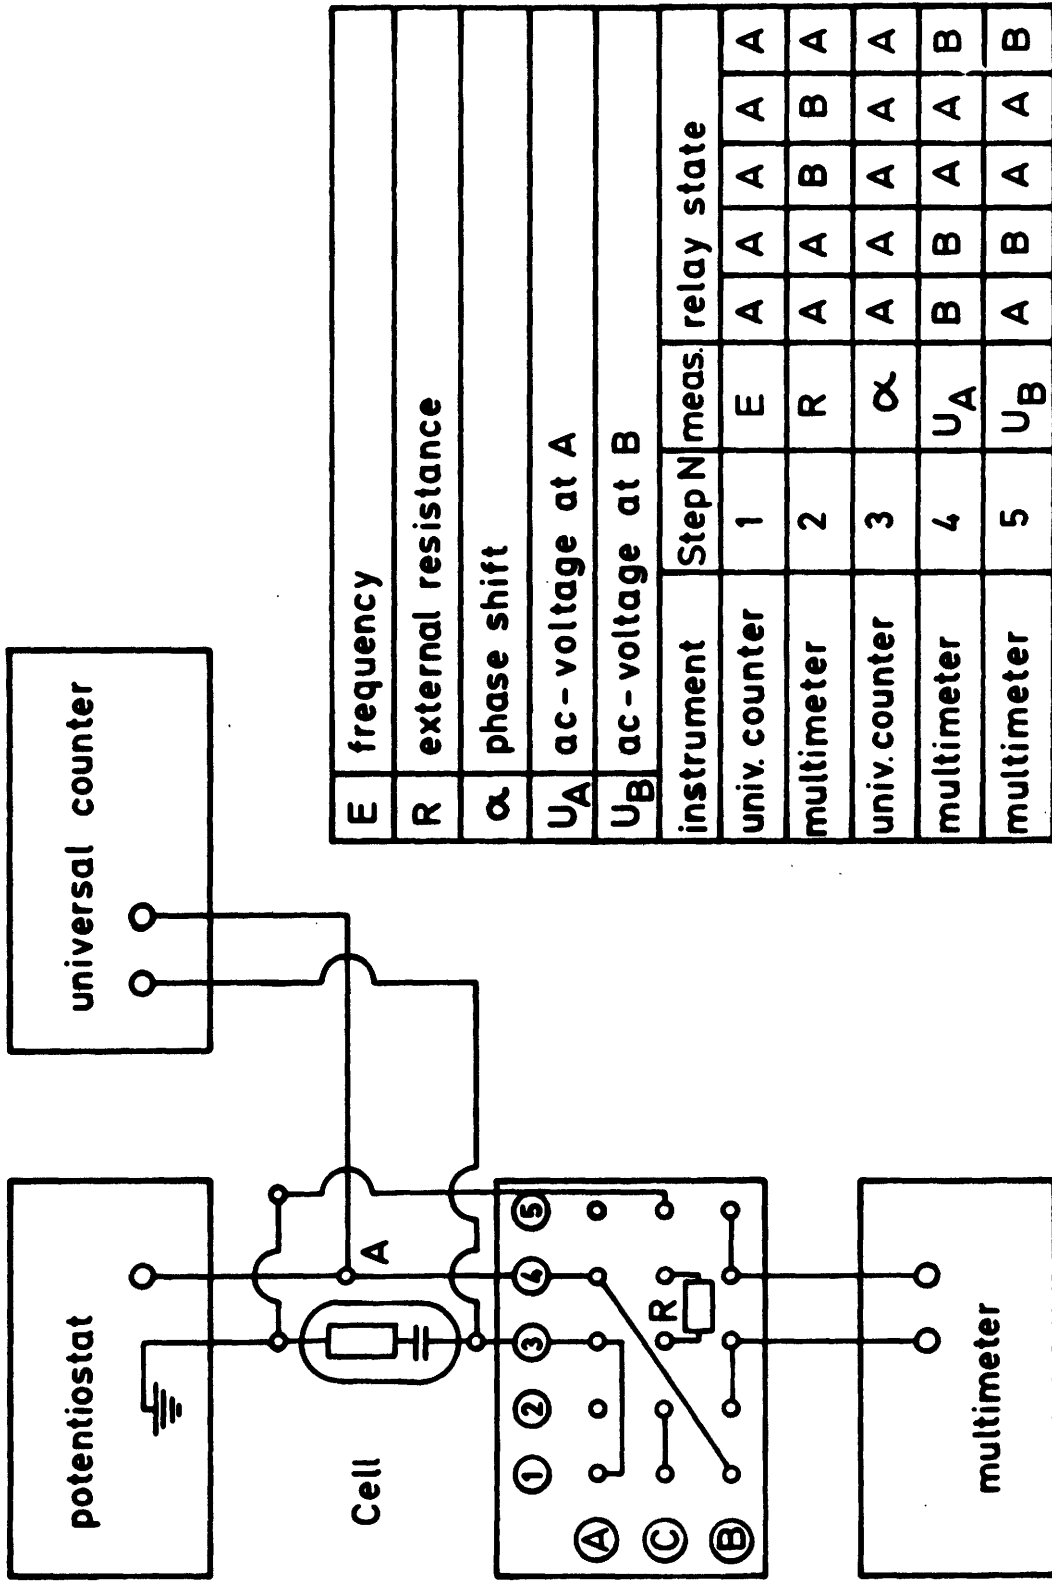 potentiostat
universal counter
Cell
A
1 2 3 4 5
A
C
R
B
multimeter
E frequency
R external resistance
α phase shift
U_A ac-voltage at A
U_B ac-voltage at B
instrument Step N meas. relay state
univ. counter 1 E A A A A A
multimeter 2 R A A B B A
univ. counter 3 α A A A A A
multimeter 4 U_A B B A A B
multimeter 5 U_B A B A A B